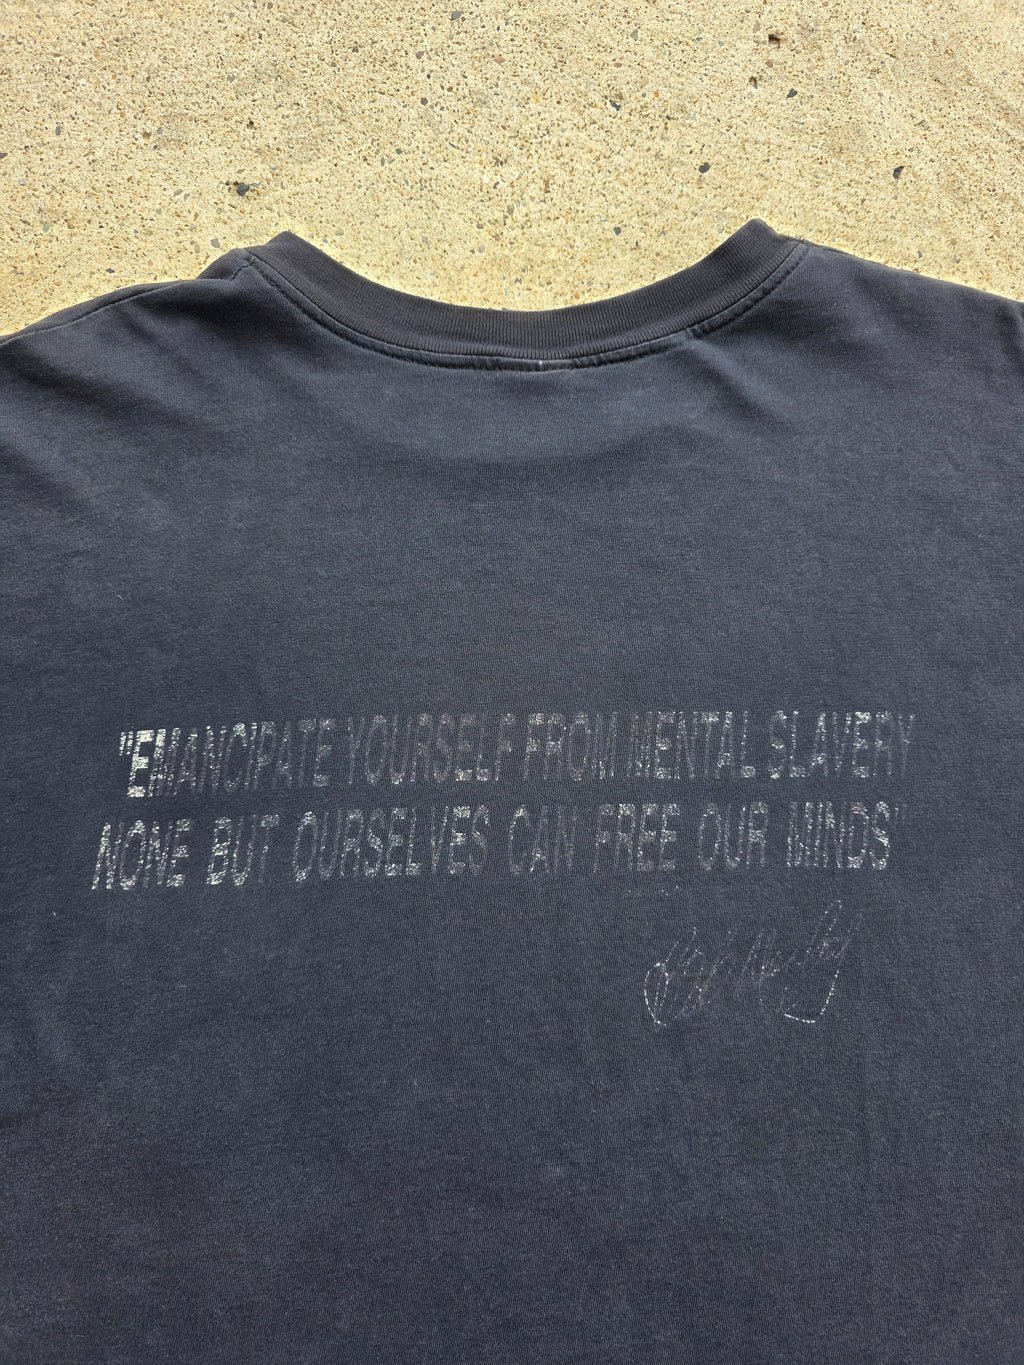 "EMANCIPATE YOURSELF FROM MENTAL SLAVERY
NONE BUT OURSELVES CAN FREE OUR MINDS"